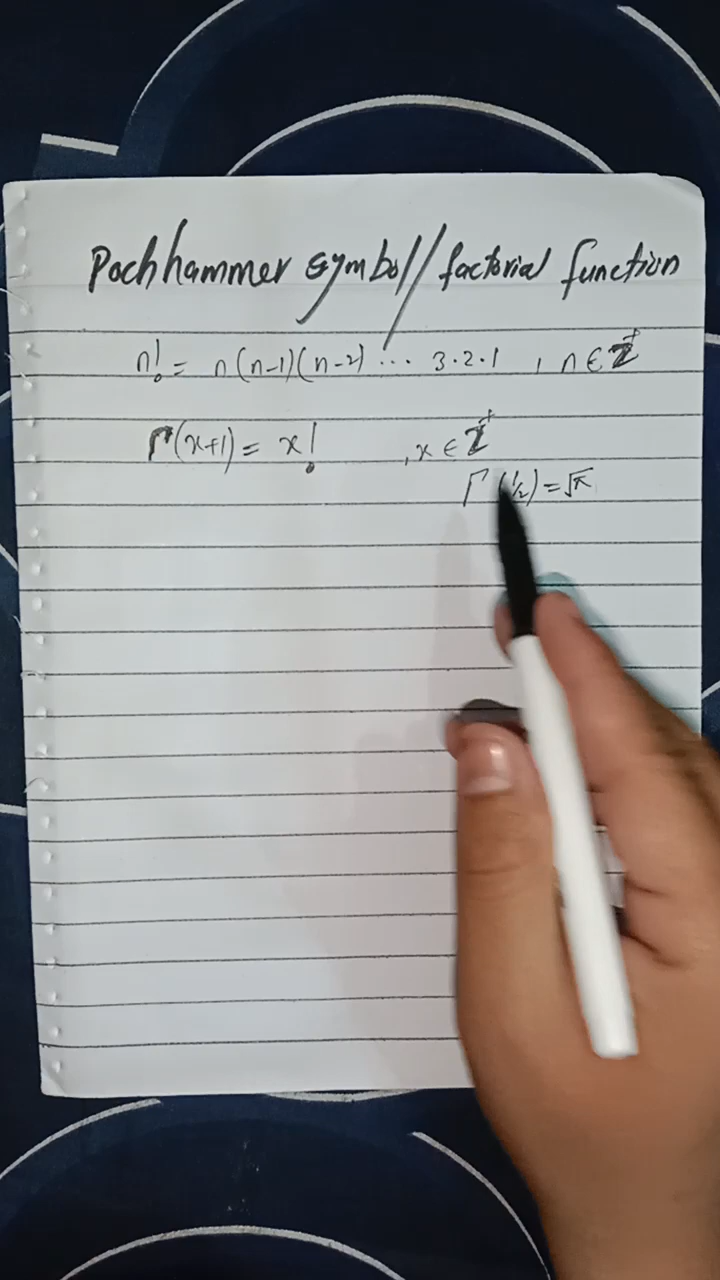 Pochhammer symbol/factorial function
n! = n(n-1)(n-2) ... 3.2.1 , n ∈ Z⁺
Γ(x+1) = x! , x ∈ Z⁺
Γ(1/2) = √π